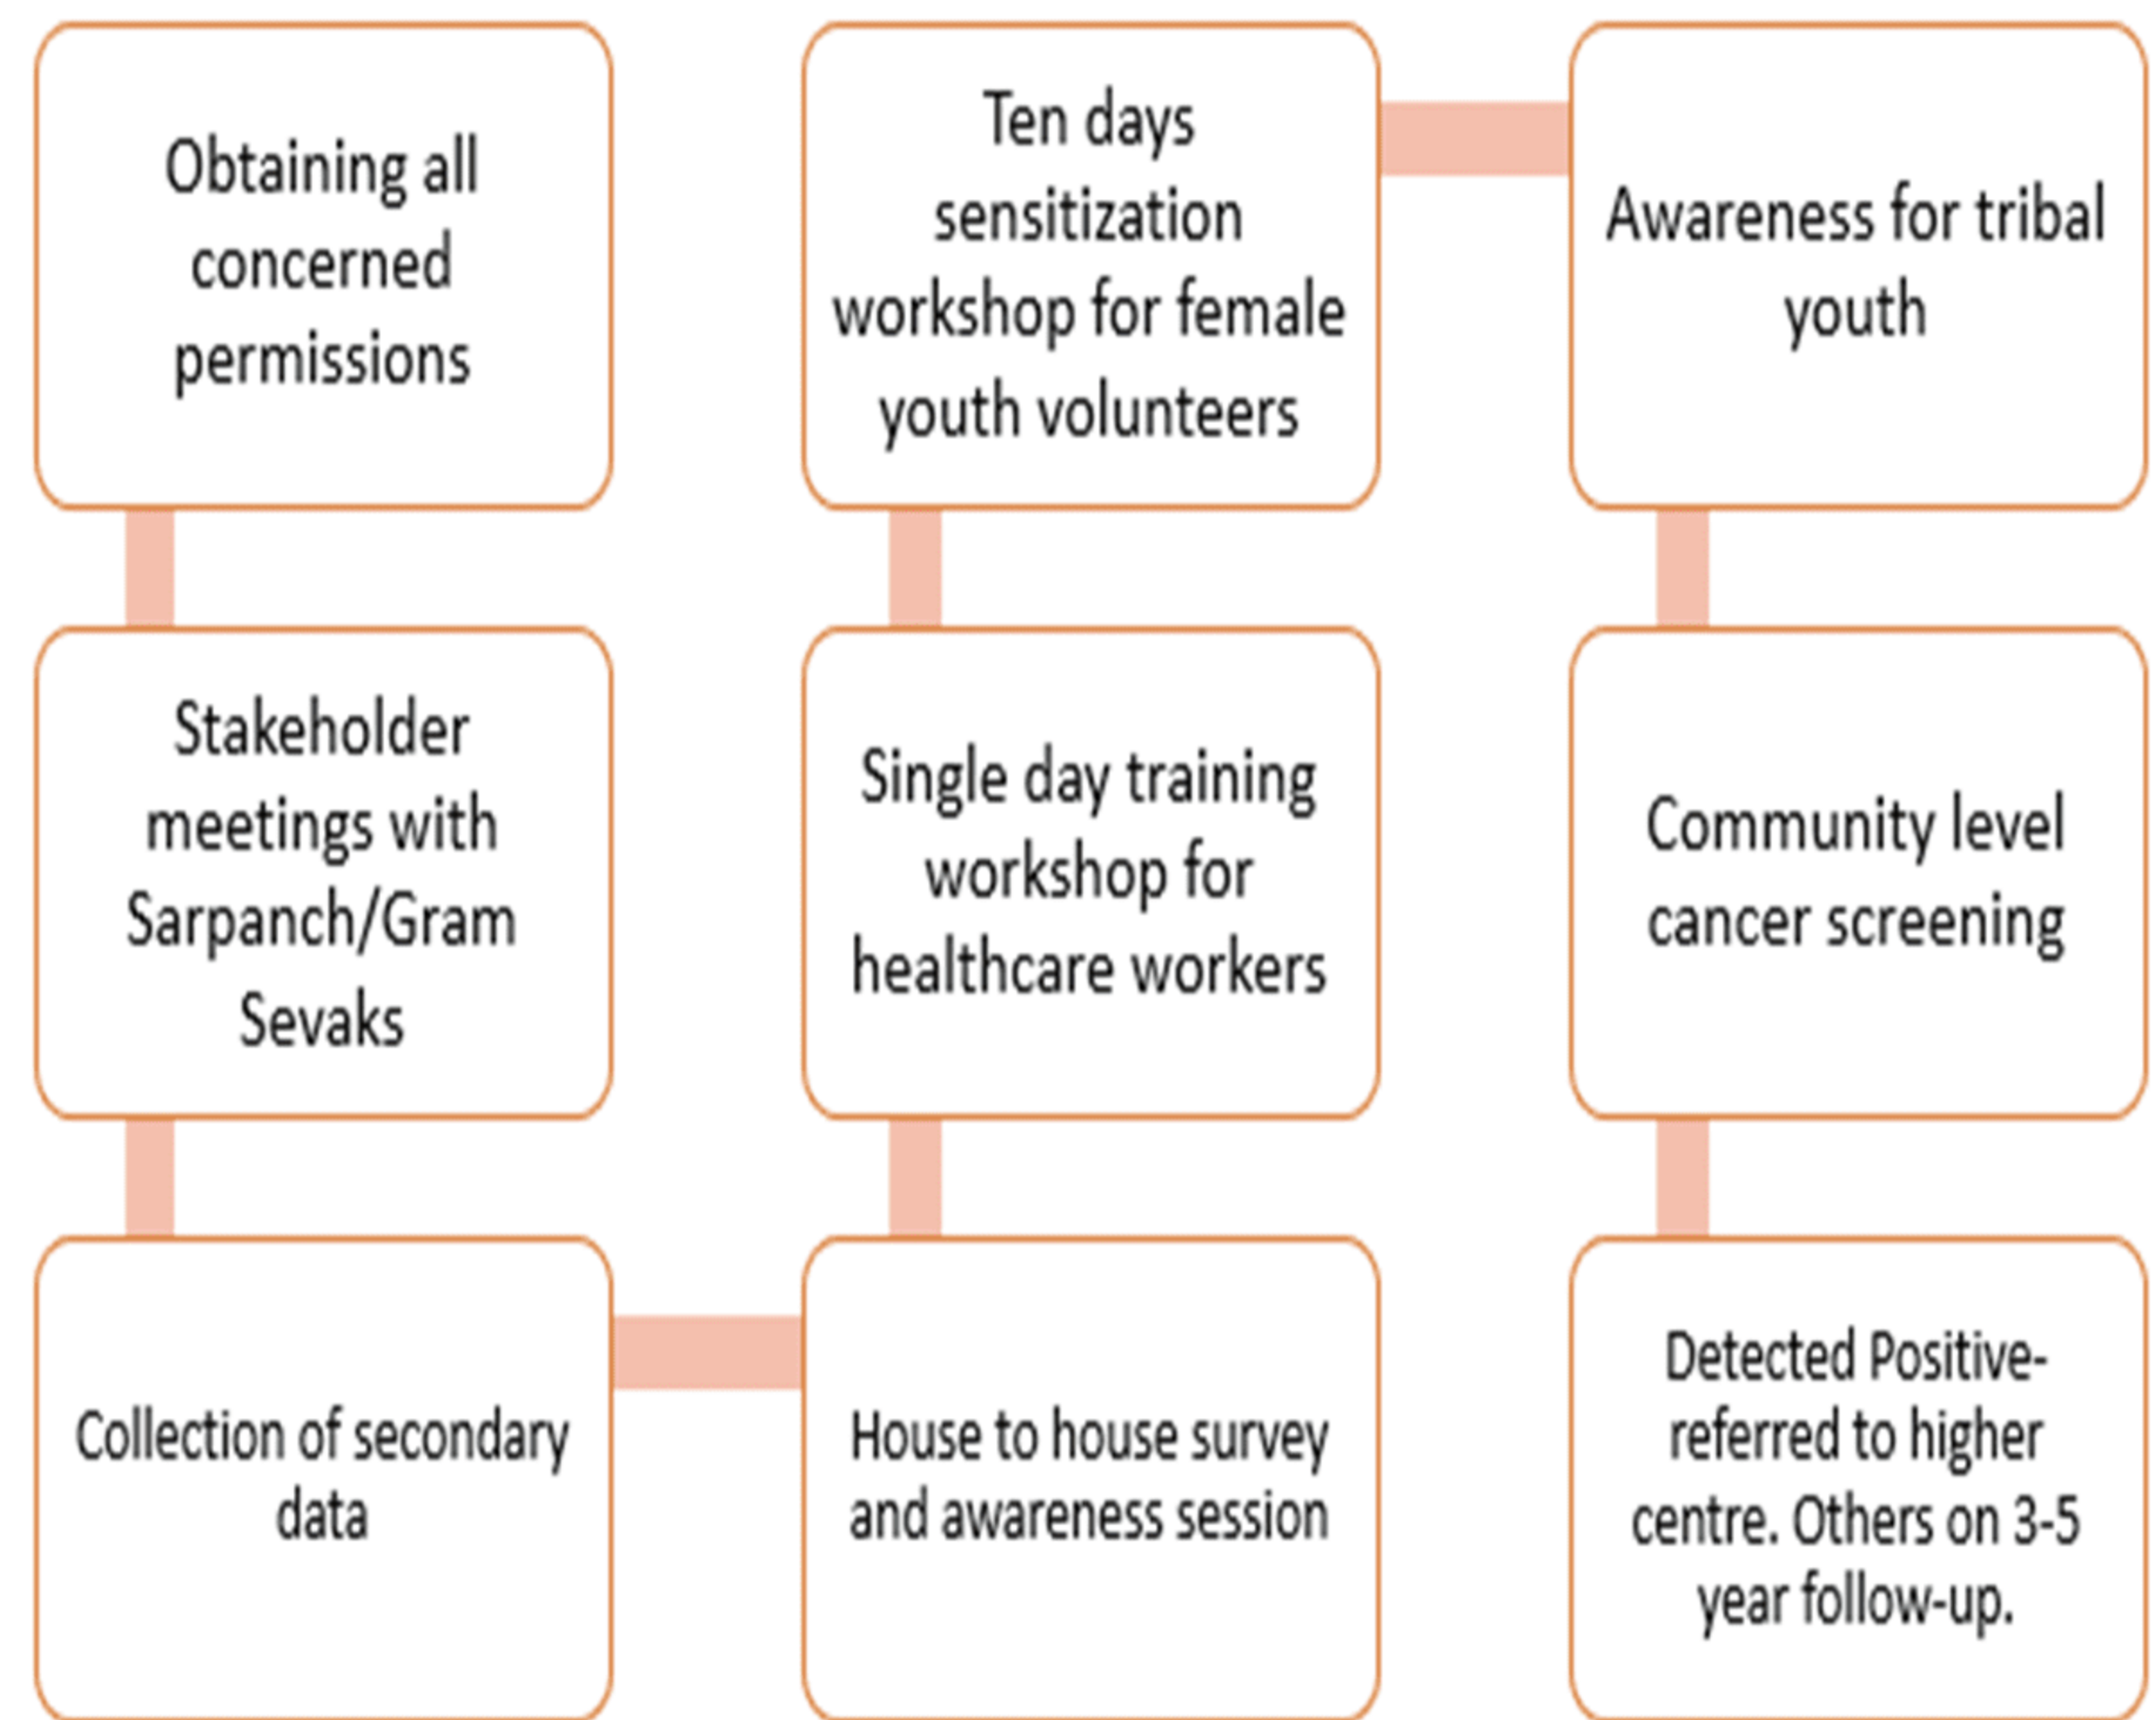 Obtaining all
concerned
permissions
Stakeholder
meetings with
Sarpanch/Gram
Sevaks
Collection of secondary
data
House to house survey
and awareness session
Single day training
workshop for
healthcare workers
Ten days
sensitization
workshop for female
youth volunteers
Awareness for tribal
youth
Community level
cancer screening
Detected Positive-
referred to higher
centre. Others on 3-5
year follow-up.